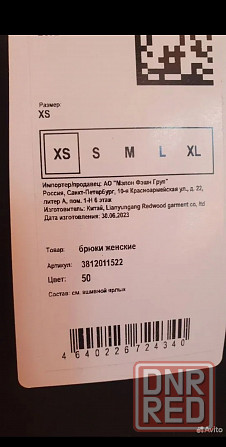 Размер:
XS
XS S M L XL
Импортер/продавец: АО "Мэлон Фэшн Груп"
Россия, Санкт-Петербург, 10-я Красноармейская ул., д. 22,
литер А, пом. 1-Н 6 этаж
Изготовитель: Китай, Lianyungang Redwood garment co, ltd
Дата изготовления: 30.06.2023
Товар: брюки женские
Артикул: 3812011522
Цвет: 50
Состав: см. вшивной ярлык
4640226724340
DNR
RED
Avito